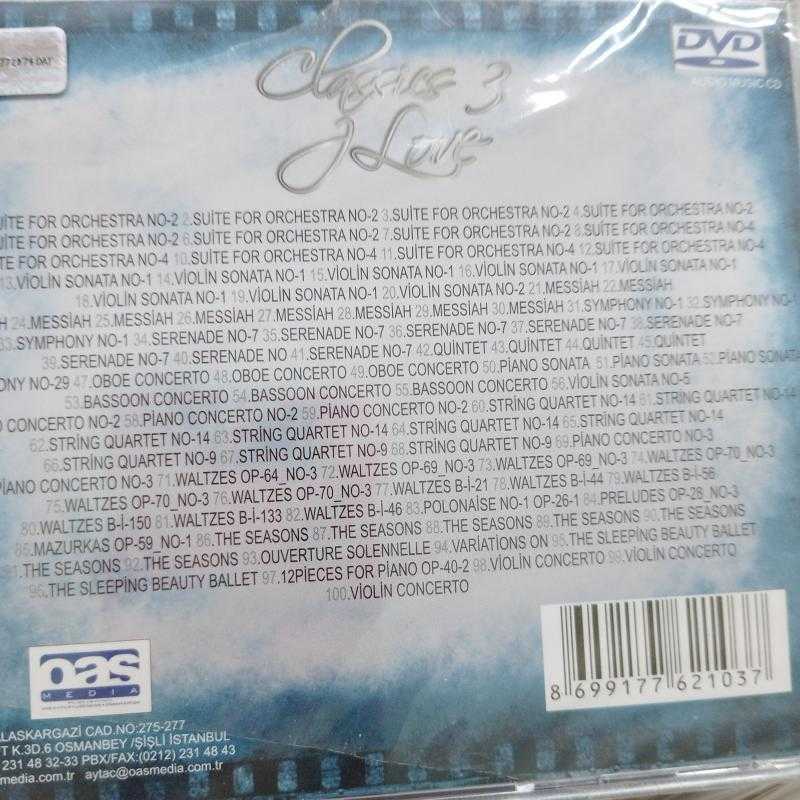 Classics 3
I Love
DVD
AUDIO MUSIC CD
SUİTE FOR ORCHESTRA NO-2 2.SUİTE FOR ORCHESTRA NO-2 3.SUİTE FOR ORCHESTRA NO-2 4.SUİTE FOR ORCHESTRA NO-2
SUİTE FOR ORCHESTRA NO-2 6.SUİTE FOR ORCHESTRA NO-2 7.SUİTE FOR ORCHESTRA NO-2 8.SUİTE FOR ORCHESTRA NO-4
FOR ORCHESTRA NO-4 10.SUİTE FOR ORCHESTRA NO-4 11.SUİTE FOR ORCHESTRA NO-4 12.SUİTE FOR ORCHESTRA NO-4
13.VİOLİN SONATA NO-1 14.VİOLİN SONATA NO-1 15.VİOLİN SONATA NO-1 16.VİOLİN SONATA NO-1 17.VİOLİN SONATA NO-1
18.VİOLİN SONATA NO-1 19.VİOLİN SONATA NO-1 20.VİOLİN SONATA NO-2 21.MESSİAH 22.MESSİAH
24.MESSİAH 25.MESSİAH 26.MESSİAH 27.MESSİAH 28.MESSİAH 29.MESSİAH 30.MESSİAH 31.SYMPHONY NO-1 32.SYMPHONY NO-1
33.SYMPHONY NO-1 34.SERENADE NO-7 35.SERENADE NO-7 36.SERENADE NO-7 37.SERENADE NO-7 38.SERENADE NO-7
39.SERENADE NO-7 40.SERENADE NO 41.SERENADE NO-7 42.QUİNTET 43.QUİNTET 44.QUİNTET 45.QUİNTET
NO-29 47.OBOE CONCERTO 48.OBOE CONCERTO 49.OBOE CONCERTO 50.PİANO SONATA 51.PİANO SONATA 52.PİANO SONATA
53.BASSOON CONCERTO 54.BASSOON CONCERTO 55.BASSOON CONCERTO 56.VİOLİN SONATA NO-5
CONCERTO NO-2 58.PİANO CONCERTO NO-2 59.PİANO CONCERTO NO-2 60.STRİNG QUARTET NO-14 61.STRİNG QUARTET NO-14
62.STRİNG QUARTET NO-14 63.STRİNG QUARTET NO-14 64.STRİNG QUARTET NO-14 65.STRİNG QUARTET NO-14
66.STRİNG QUARTET NO-9 67.STRİNG QUARTET NO-9 68.STRİNG QUARTET NO-9 69.PİANO CONCERTO NO-3
PİANO CONCERTO NO-3 71.WALTZES OP-64_NO-3 72.WALTZES OP-69_NO-3 73.WALTZES OP-69_NO-3 74.WALTZES OP-70_NO-3
75.WALTZES OP-70_NO-3 76.WALTZES OP-70_NO-3 77.WALTZES B-İ-21 78.WALTZES B-İ-44 79.WALTZES B-İ-56
80.WALTZES B-İ-150 81.WALTZES B-İ-133 82.WALTZES B-İ-46 83.POLONAİSE NO-1 OP-26-1 84.PRELUDES OP-28_NO-3
85.MAZURKAS OP-59_NO-1 86.THE SEASONS 87.THE SEASONS 88.THE SEASONS 89.THE SEASONS 90.THE SEASONS
THE SEASONS 92.THE SEASONS 93.OUVERTURE SOLENNELLE 94.VARIATIONS ON 95.THE SLEEPİNG BEAUTY BALLET
96.THE SLEEPİNG BEAUTY BALLET 97.12PIECES FOR PİANO OP-40-2 98.VİOLİN CONCERTO 99.VİOLİN CONCERTO
100.VİOLİN CONCERTO
oas
MEDIA
8 699177 621037
ALASKARGAZİ CAD.NO:275-277
K.3D.6 OSMANBEY /ŞİŞLİ İSTANBUL
231 48 32-33 PBX/FAX:(0212) 231 48 43
media.com.tr aytac@oasmedia.com.tr